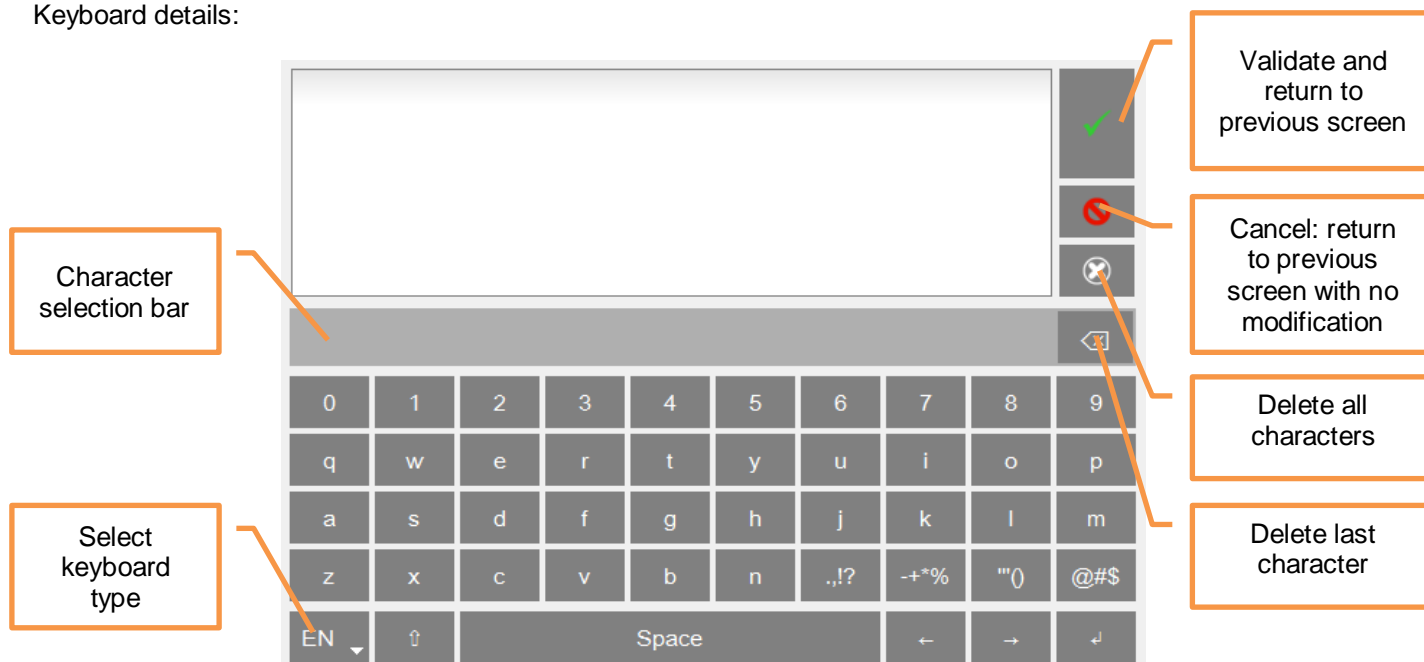 Keyboard details:
Validate and
return to
previous screen
Cancel: return
to previous
screen with no
modification
Character
selection bar
Delete all
characters
Delete last
character
Select
keyboard
type
0 1 2 3 4 5 6 7 8 9
q w e r t y u i o p
a s d f g h j k l m
z x c v b n .,!? -+*% "'() @#$
EN ⇧ Space ← → ↲